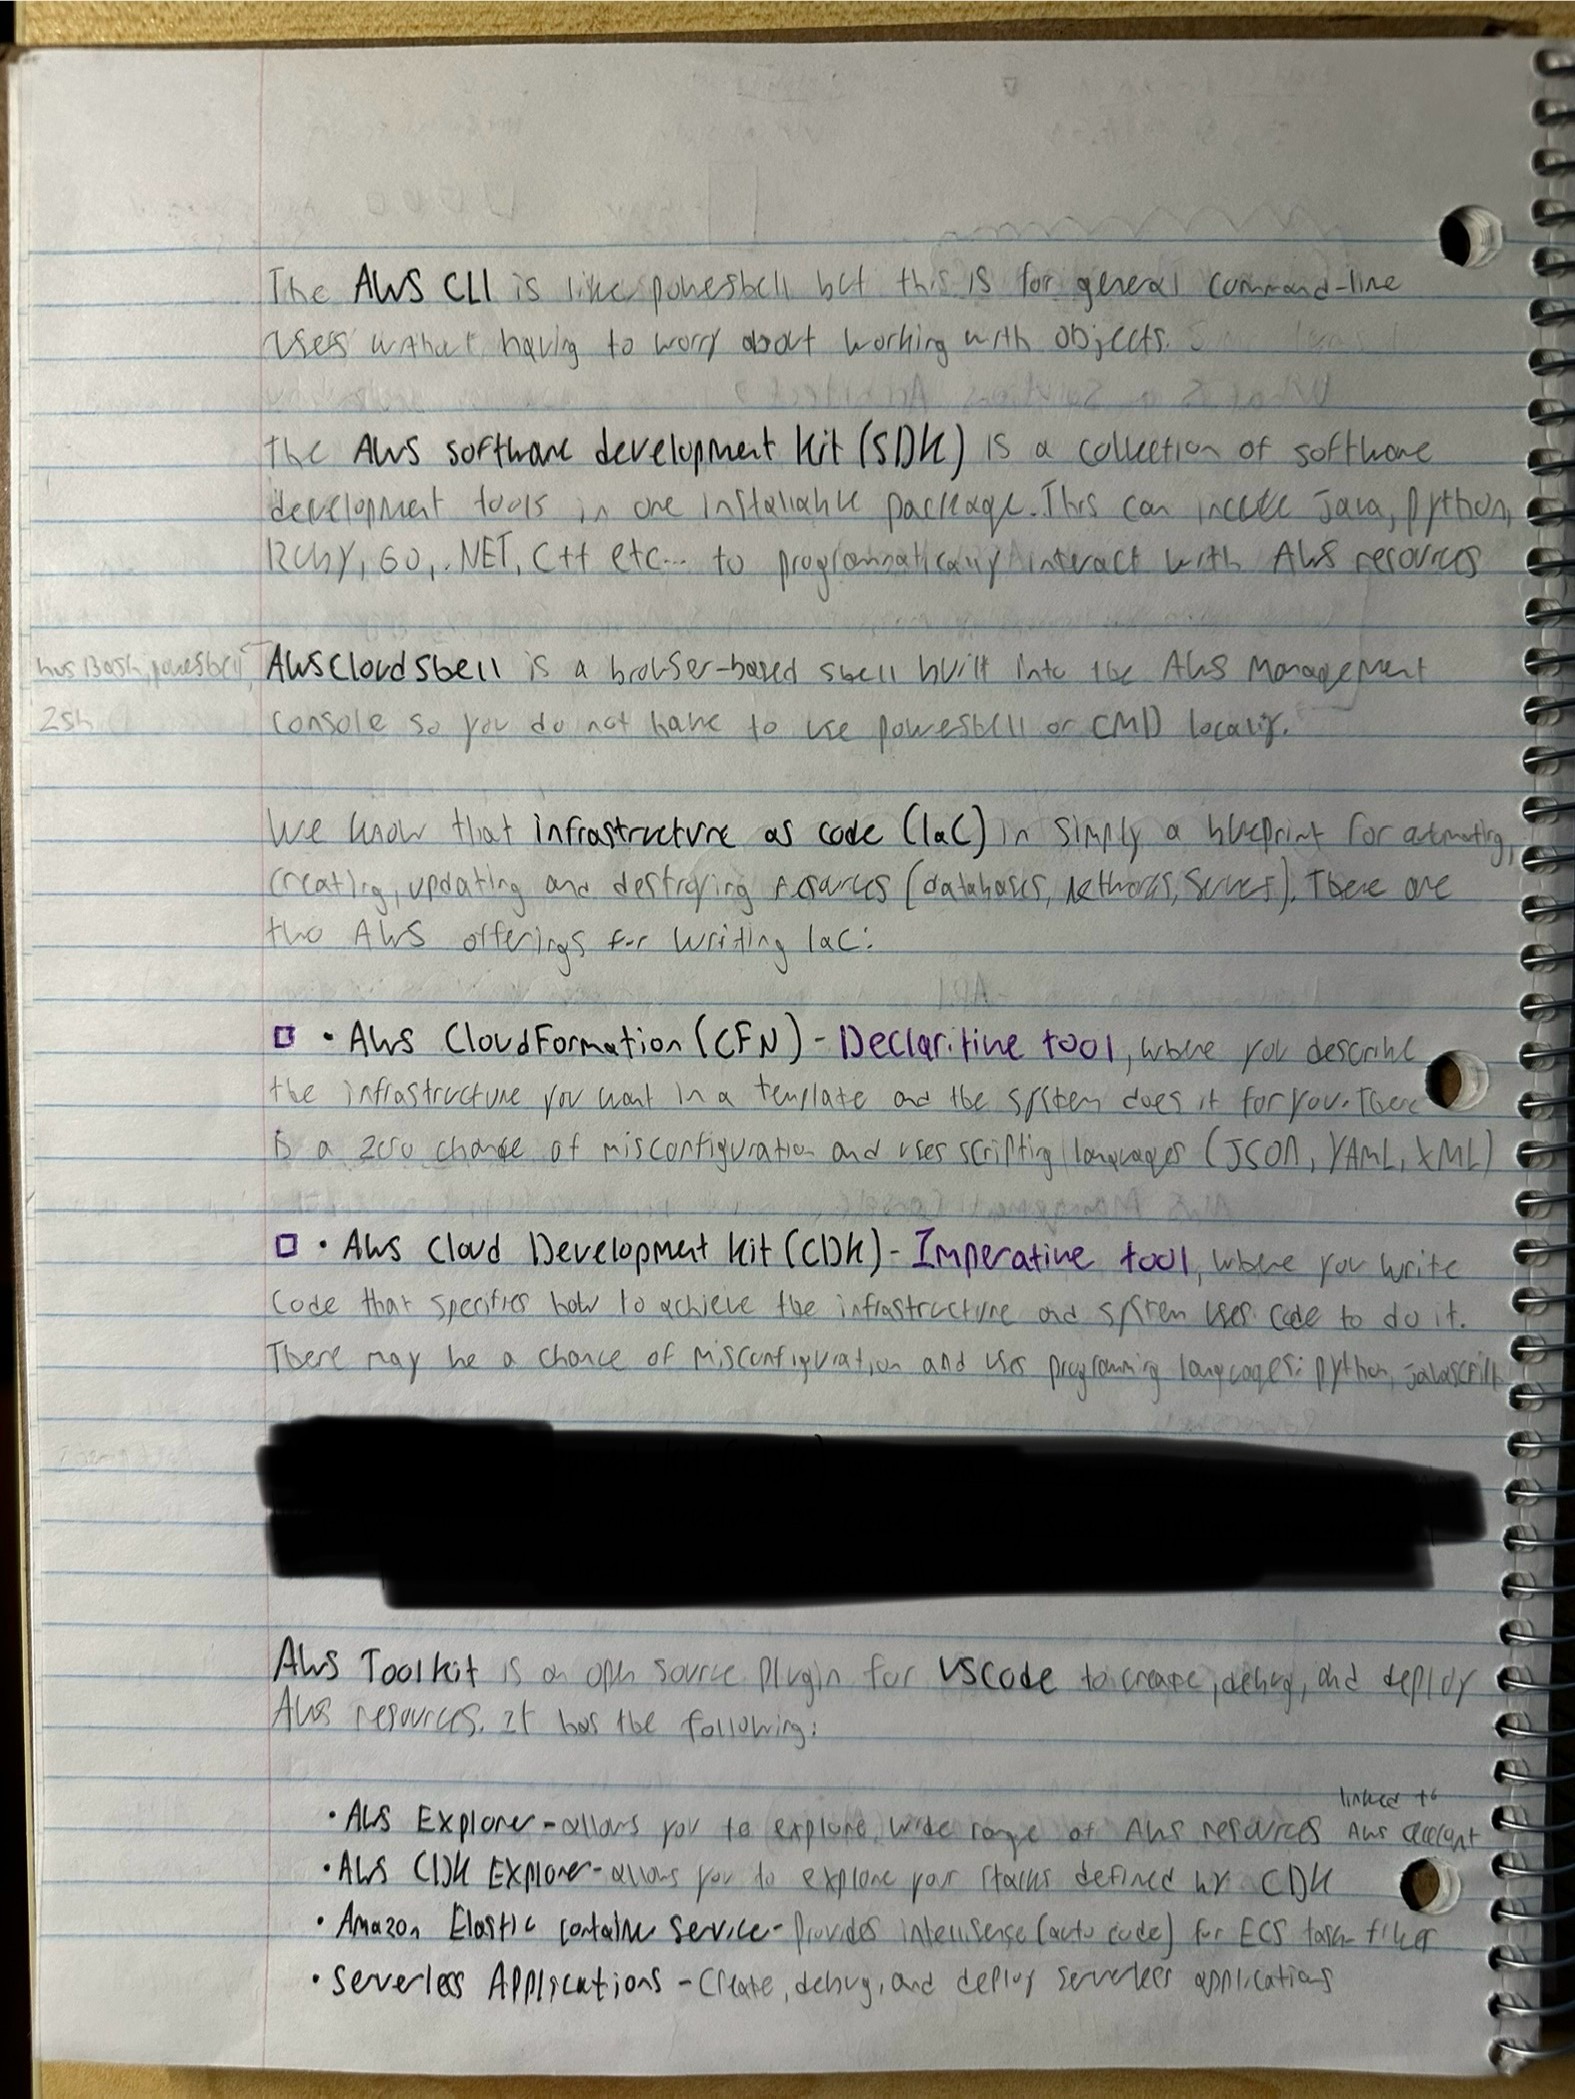 The AWS CLI is like powershell but this is for general command-line
uses without having to worry about working with objects.
The AWS software development kit (SDK) is a collection of software
development tools in one installable package. This can include Java, python,
Ruby, GO, .NET, C++ etc... to programmatically interact with AWS resources
has Bash, powershell,
Zsh
AWS Cloudshell is a browser-based shell built into the AWS Management
console so you do not have to use powershell or CMD locally.
We know that infrastructure as code (IaC) in simply a blueprint for automating,
creating, updating and destroying resources (databases, networks, servers). There are
two AWS offerings for writing IaC:
• AWS CloudFormation (CFN) - Declaritive tool, where you describe
the infrastructure you want in a template and the system does it for you. There
is a zero chance of misconfiguration and uses scripting languages (JSON, YAML, XML)
• AWS Cloud Development Kit (CDK) - Imperative tool, where you write
code that specifies how to achieve the infrastructure and system uses code to do it.
There may be a chance of misconfiguration and uses programming languages: python, javascript
AWS Toolkit is an open source plugin for VSCode to create, debug, and deploy
AWS resources. It has the following:
• AWS Explorer - allows you to explore wide range of AWS resources linked to AWS account
• AWS CDK Explorer - allows you to explore your stacks defined by CDK
• Amazon Elastic container Service - Provides intellisense (auto code) for ECS task
• Serverless Applications - Create, debug, and deploy serverless applications